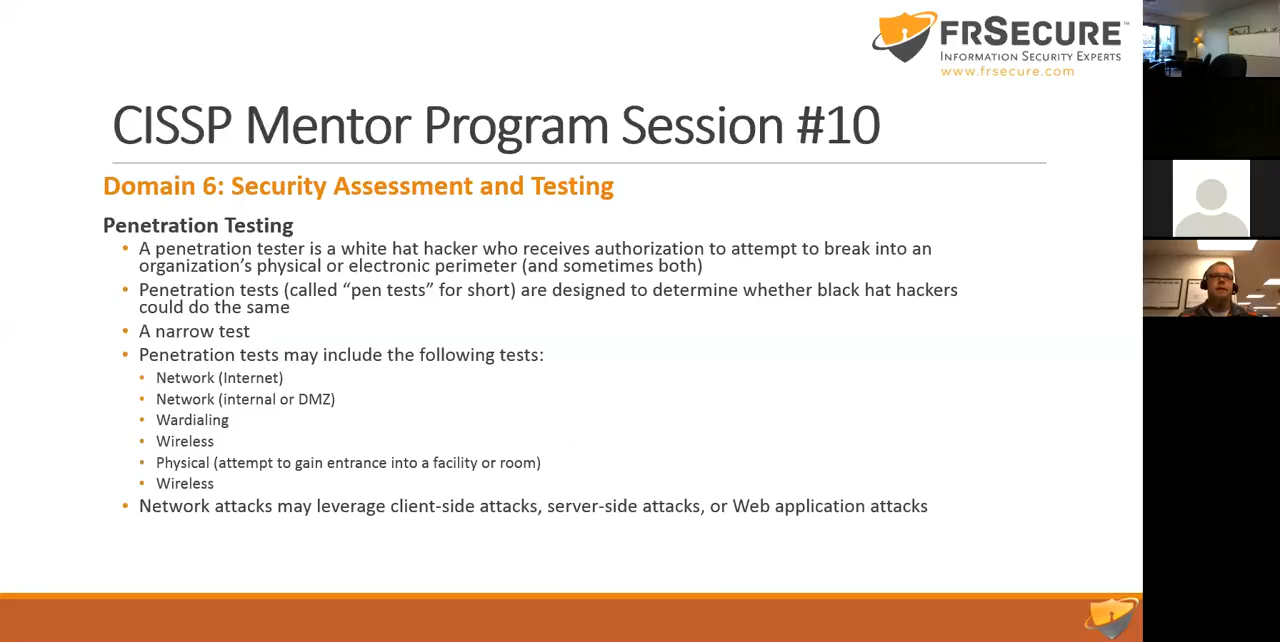 FRSECURE™
INFORMATION SECURITY EXPERTS
www.frsecure.com
CISSP Mentor Program Session #10
Domain 6: Security Assessment and Testing
Penetration Testing
• A penetration tester is a white hat hacker who receives authorization to attempt to break into an
organization’s physical or electronic perimeter (and sometimes both)
• Penetration tests (called “pen tests” for short) are designed to determine whether black hat hackers
could do the same
• A narrow test
• Penetration tests may include the following tests:
• Network (Internet)
• Network (internal or DMZ)
• Wardialing
• Wireless
• Physical (attempt to gain entrance into a facility or room)
• Wireless
• Network attacks may leverage client-side attacks, server-side attacks, or Web application attacks